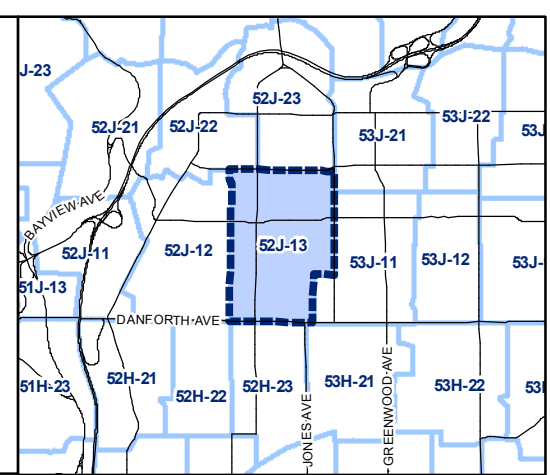 J-23
52J-23
52J-21
52J-22
53J-22
53J-21
53J
BAYVIEW AVE
52J-11
52J-12
52J-13
53J-11
53J-12
53J-
51J-13
DANFORTH AVE
51H-23
52H-21
52H-22
52H-23
53H-21
53H-22
53
JONES AVE
GREENWOOD AVE